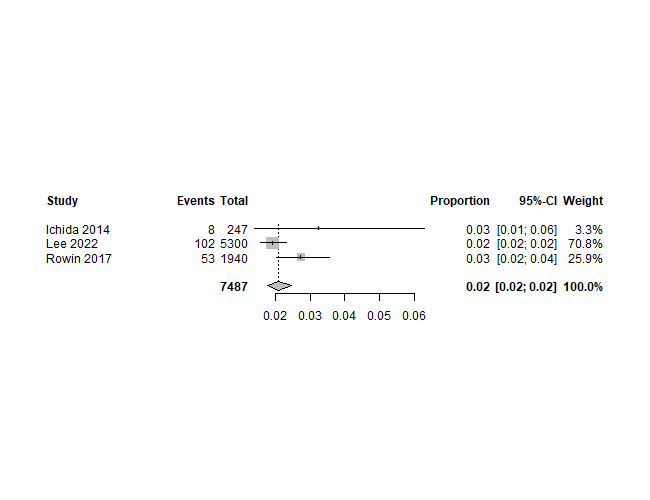 Study Events Total Proportion 95%-CI Weight
Ichida 2014 8 247 0.03 [0.01; 0.06] 3.3%
Lee 2022 102 5300 0.02 [0.02; 0.02] 70.8%
Rowin 2017 53 1940 0.03 [0.02; 0.04] 25.9%
7487 0.02 [0.02; 0.02] 100.0%
0.02 0.03 0.04 0.05 0.06